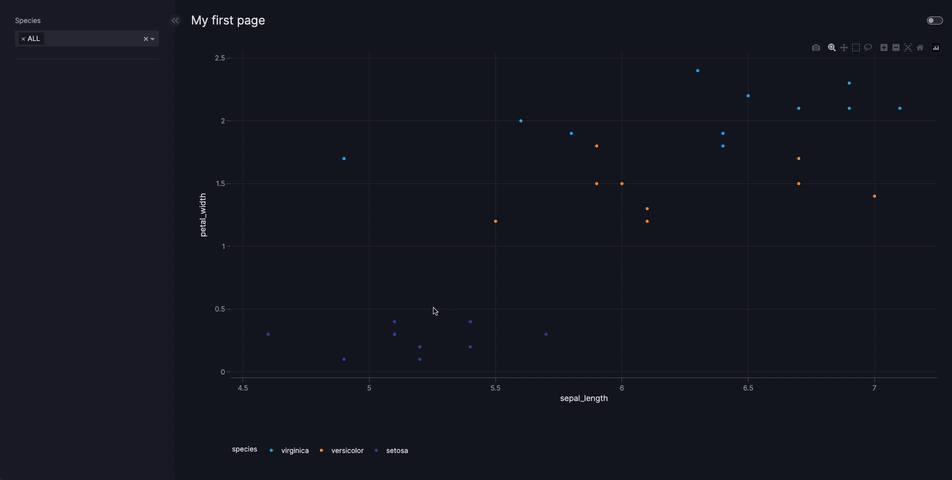 Species
× ALL
My first page
2.5
2
1.5
1
0.5
0
petal_width
4.5 5 5.5 6 6.5 7
sepal_length
species virginica versicolor setosa